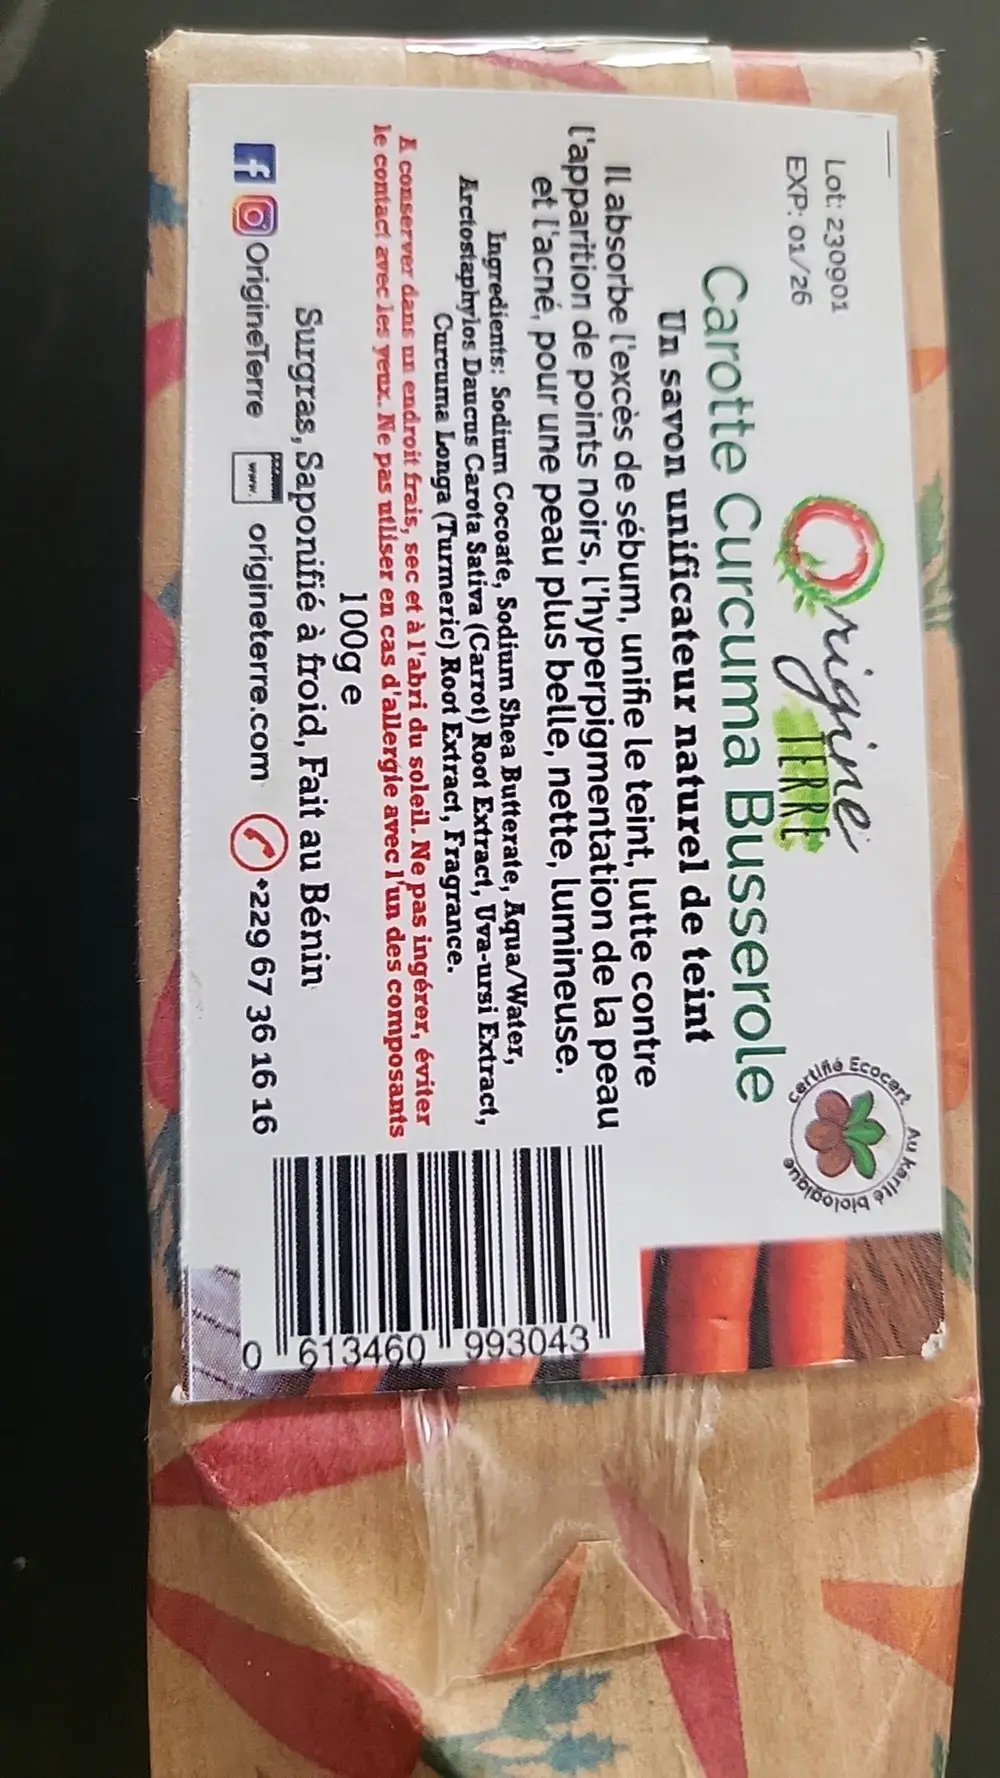 Lot: 230901
EXP: 01/26
Origine
TERRE
Certifié Ecocert Au Karité biologique
Carotte Curcuma Busserole
Un savon unificateur naturel de teint
Il absorbe l'excès de sébum, unifie le teint, lutte contre
l'apparition de points noirs, l'hyperpigmentation de la peau
et l'acné, pour une peau plus belle, nette, lumineuse.
Ingredients: Sodium Cocoate, Sodium Shea Butterate, Aqua/Water,
Arctostaphylos Daucus Carota Sativa (Carrot) Root Extract, Uva-ursi Extract,
Curcuma Longa (Turmeric) Root Extract, Fragrance.
A conserver dans un endroit frais, sec et à l'abri du soleil. Ne pas ingérer, éviter
le contact avec les yeux. Ne pas utliser en cas d'allergie avec l'un des composants
100g e
Surgras, Saponifié à froid, Fait au Bénin
f OrigineTerre www. origineterre.com +229 67 36 16 16
0 613460 993043